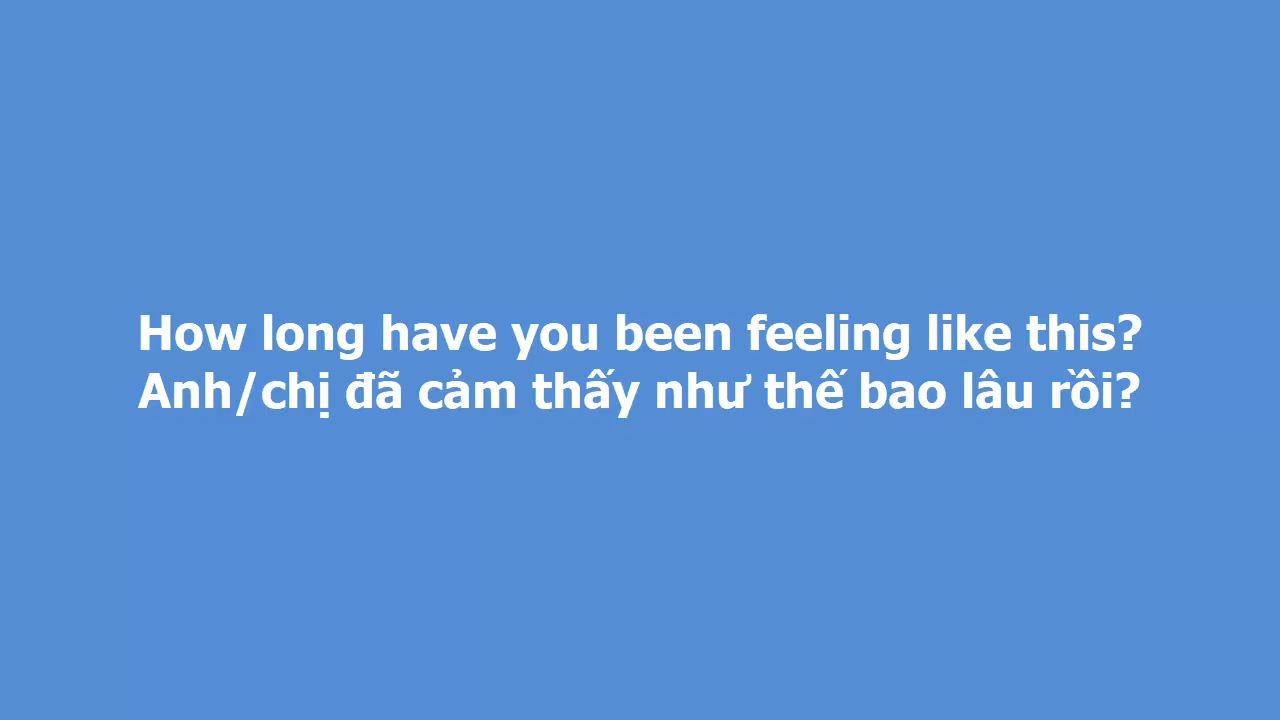 How long have you been feeling like this?
Anh/chị đã cảm thấy như thế bao lâu rồi?